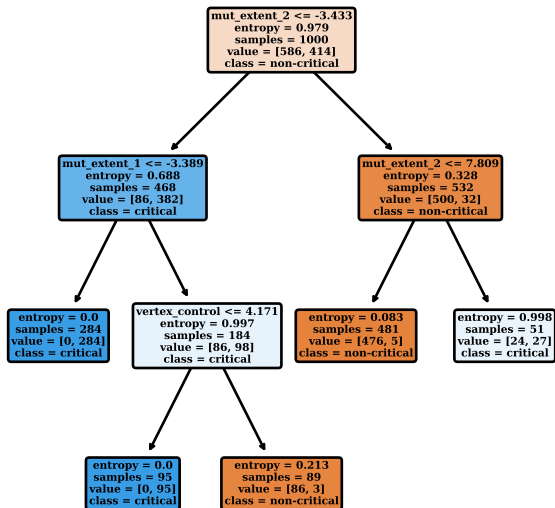 mut_extent_2 <= -3.433
entropy = 0.979
samples = 1000
value = [586, 414]
class = non-critical
mut_extent_1 <= -3.389
entropy = 0.688
samples = 468
value = [86, 382]
class = critical
mut_extent_2 <= 7.809
entropy = 0.328
samples = 532
value = [500, 32]
class = non-critical
entropy = 0.0
samples = 284
value = [0, 284]
class = critical
vertex_control <= 4.171
entropy = 0.997
samples = 184
value = [86, 98]
class = critical
entropy = 0.083
samples = 481
value = [476, 5]
class = non-critical
entropy = 0.998
samples = 51
value = [24, 27]
class = critical
entropy = 0.0
samples = 95
value = [0, 95]
class = critical
entropy = 0.213
samples = 89
value = [86, 3]
class = non-critical